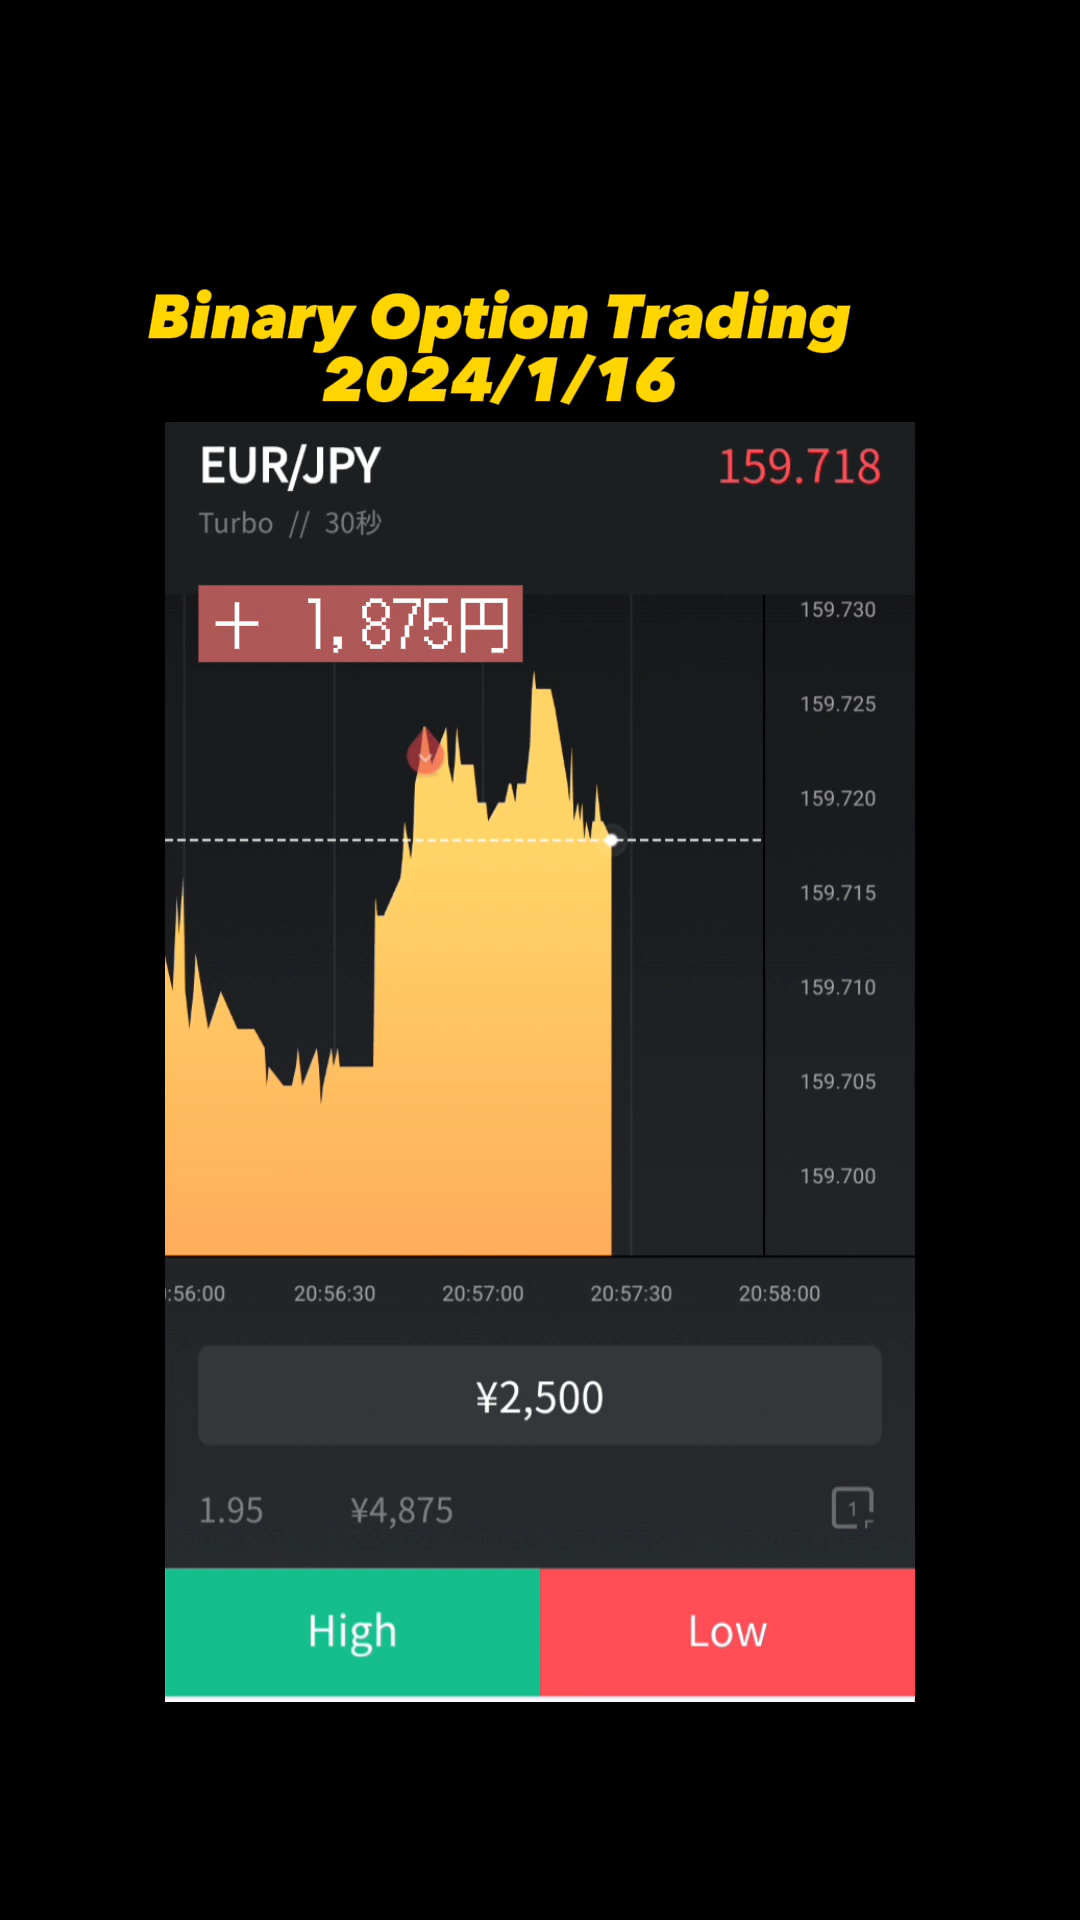 Binary Option Trading
2024/1/16
EUR/JPY
159.718
Turbo // 30秒
+ 1,875円
159.730
159.725
159.720
159.715
159.710
159.705
159.700
:56:00 20:56:30 20:57:00 20:57:30 20:58:00
¥2,500
1.95 ¥4,875
1
High
Low